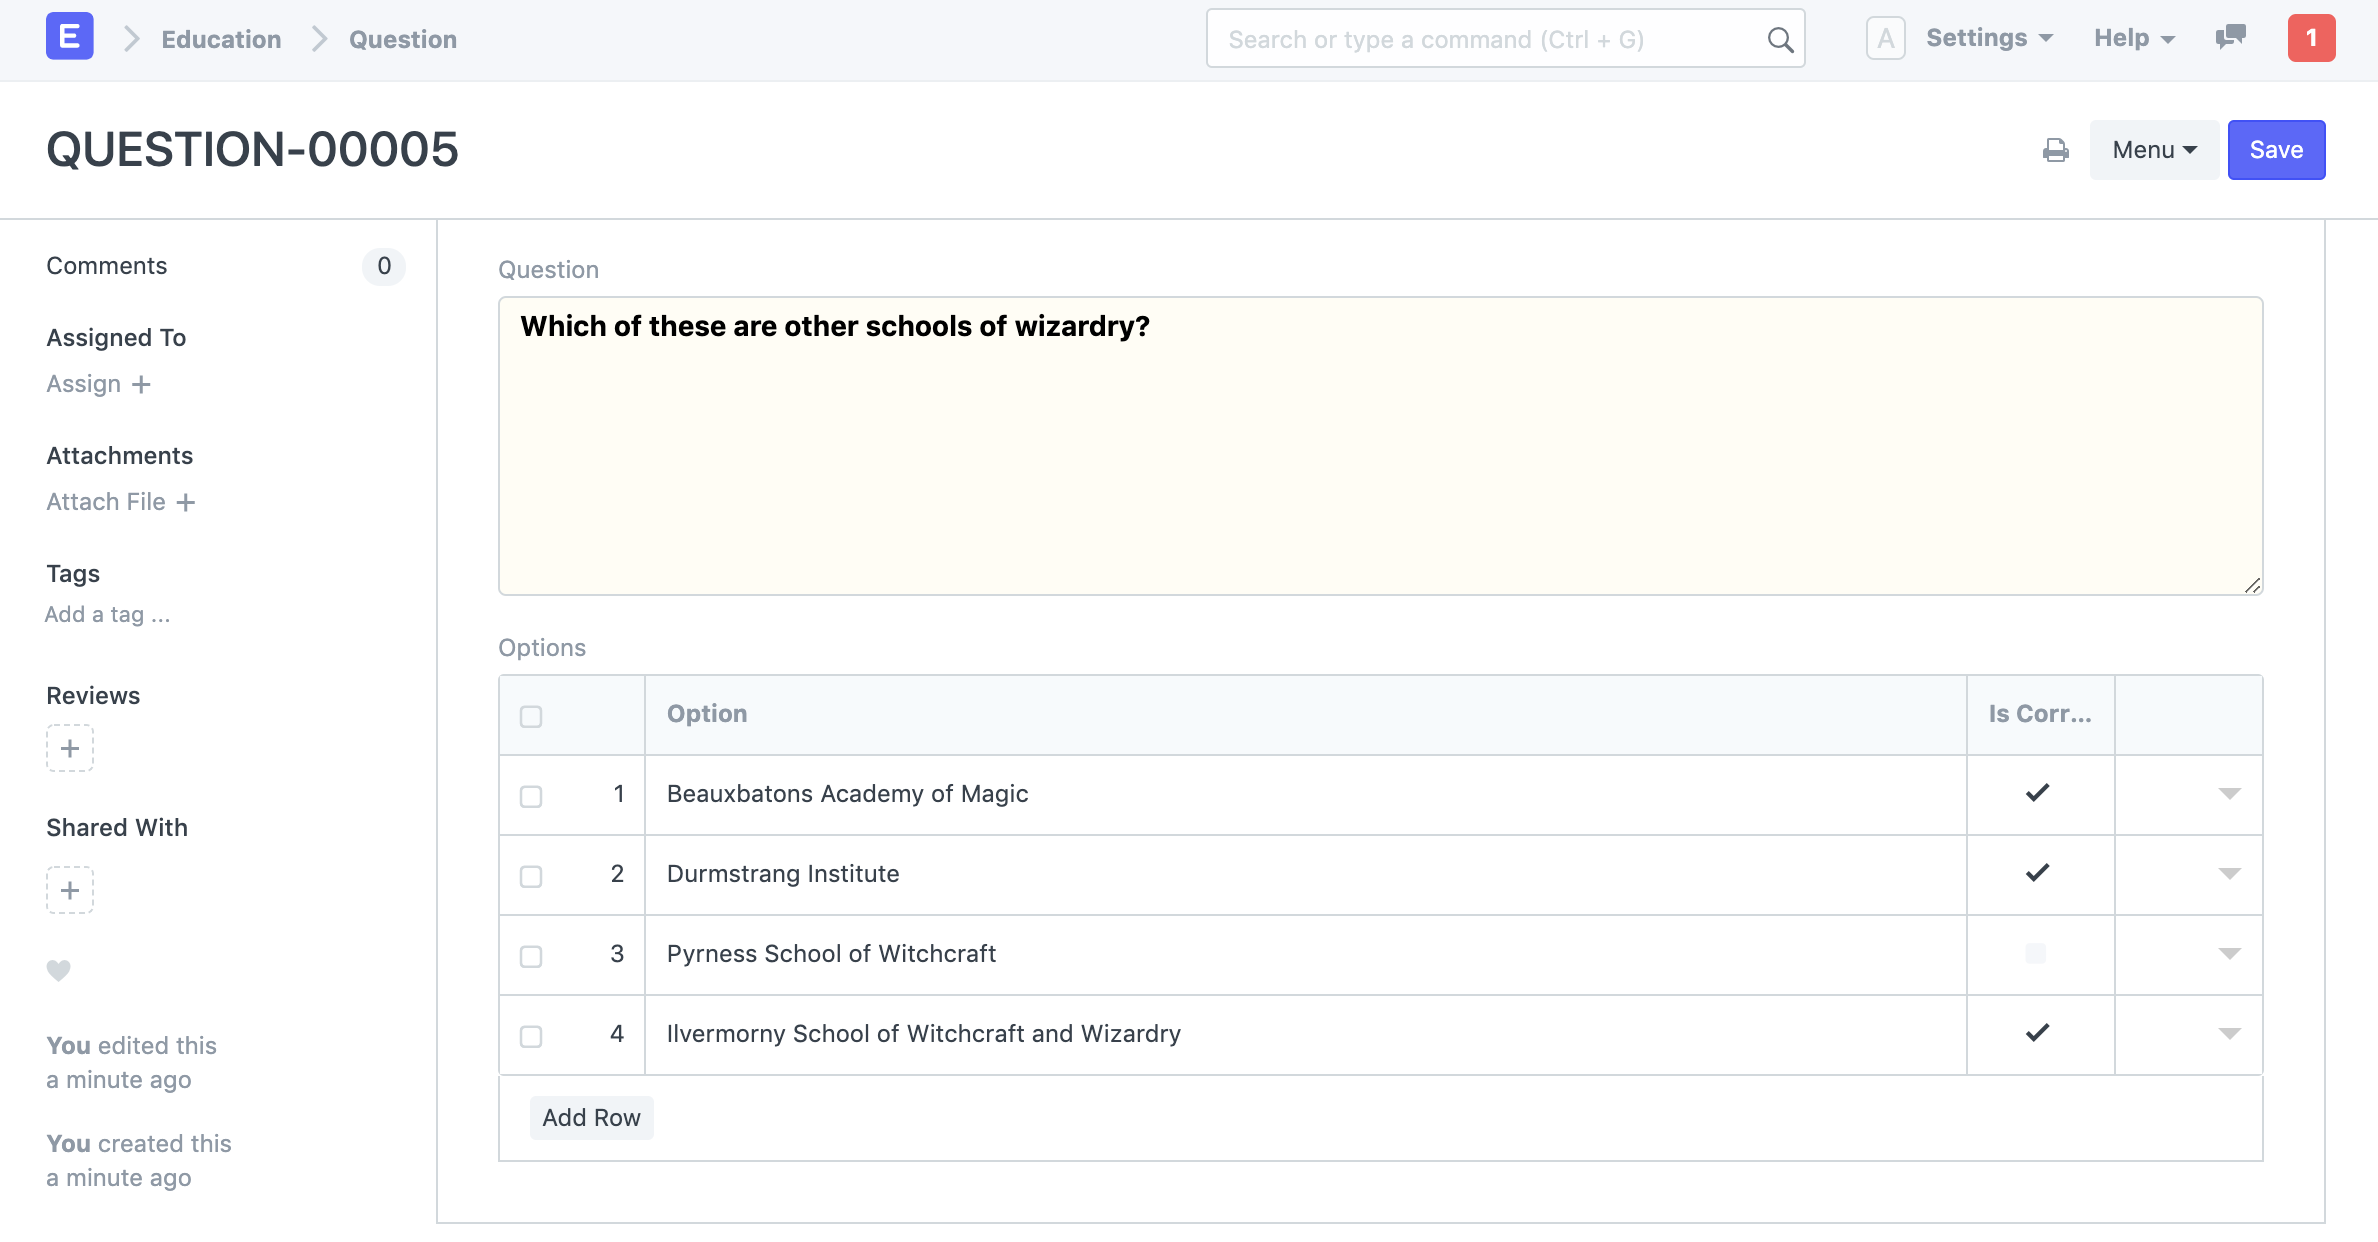 E Education Question
Search or type a command (Ctrl + G)
A Settings Help 1
QUESTION-00005
Menu Save
Comments 0
Assigned To
Assign +
Attachments
Attach File +
Tags
Add a tag ...
Reviews
+
Shared With
+
You edited this
a minute ago
You created this
a minute ago
Question
Which of these are other schools of wizardry?
Options
Option Is Corr...
1 Beauxbatons Academy of Magic
2 Durmstrang Institute
3 Pyrness School of Witchcraft
4 Ilvermorny School of Witchcraft and Wizardry
Add Row